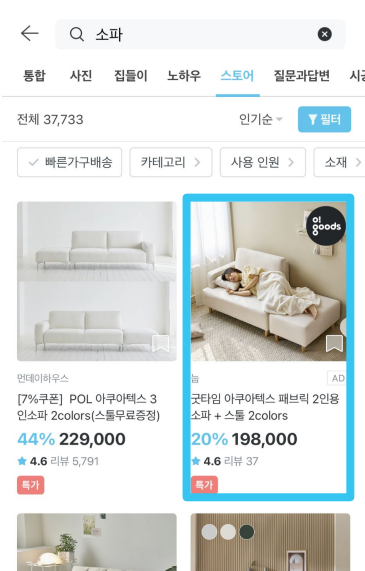 소파
통합 사진 집들이 노하우 스토어 질문과답변 시공
전체 37,733 인기순 필터
빠른가구배송 카테고리 사용 인원 소재
o!
goods
먼데이하우스
[7%쿠폰] POL 아쿠아텍스 3
인소파 2colors(스툴무료증정)
44% 229,000
4.6 리뷰 5,791
특가
눕 AD
굿타임 아쿠아텍스 패브릭 2인용
소파 + 스툴 2colors
20% 198,000
4.6 리뷰 37
특가